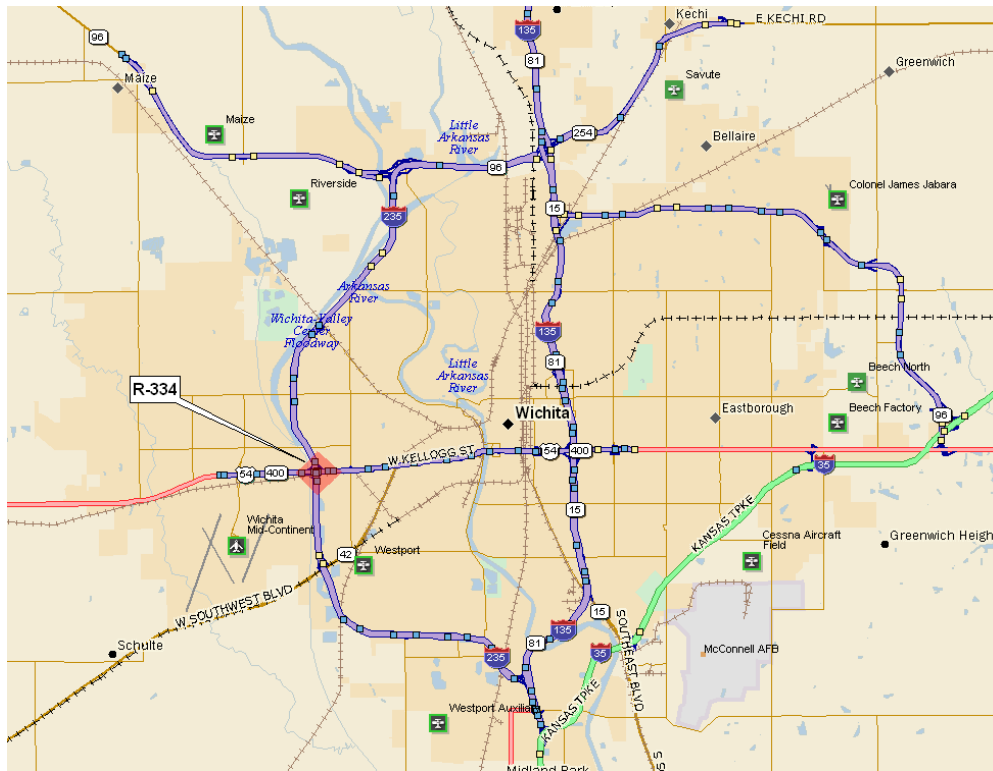 Kechi
E KECHI RD
96
135
81
Maize
Greenwich
Savute
Maize
Little
Arkansas
River
254
Bellaire
96
Riverside
Colonel James Jabara
235
15
Arkansas
River
Wichita-Valley
Center
Floodway
135
81
Little
Arkansas
River
R-334
Beech North
Wichita
Eastborough
Beech Factory
96
W KELLOGG ST
54
400
54
400
35
15
KANSAS TPKE
Wichita
Mid-Continent
42
Westport
Cessna Aircraft
Field
Greenwich Heigh
W SOUTHWEST BLVD
15
SOUTHEAST BLVD
135
Schulte
81
35
McConnell AFB
235
Westport Auxilia
KANSAS TPKE
S
Midland Park